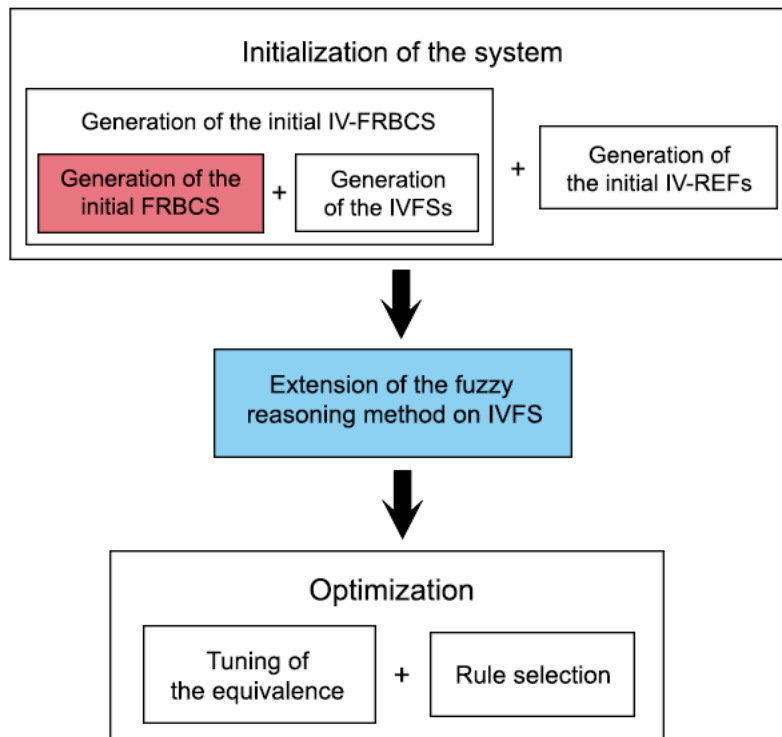 Initialization of the system
Generation of the initial IV-FRBCS
Generation of the
initial FRBCS
+
Generation
of the IVFSs
+
Generation of
the initial IV-REFs
Extension of the fuzzy
reasoning method on IVFS
Optimization
Tuning of
the equivalence
+
Rule selection